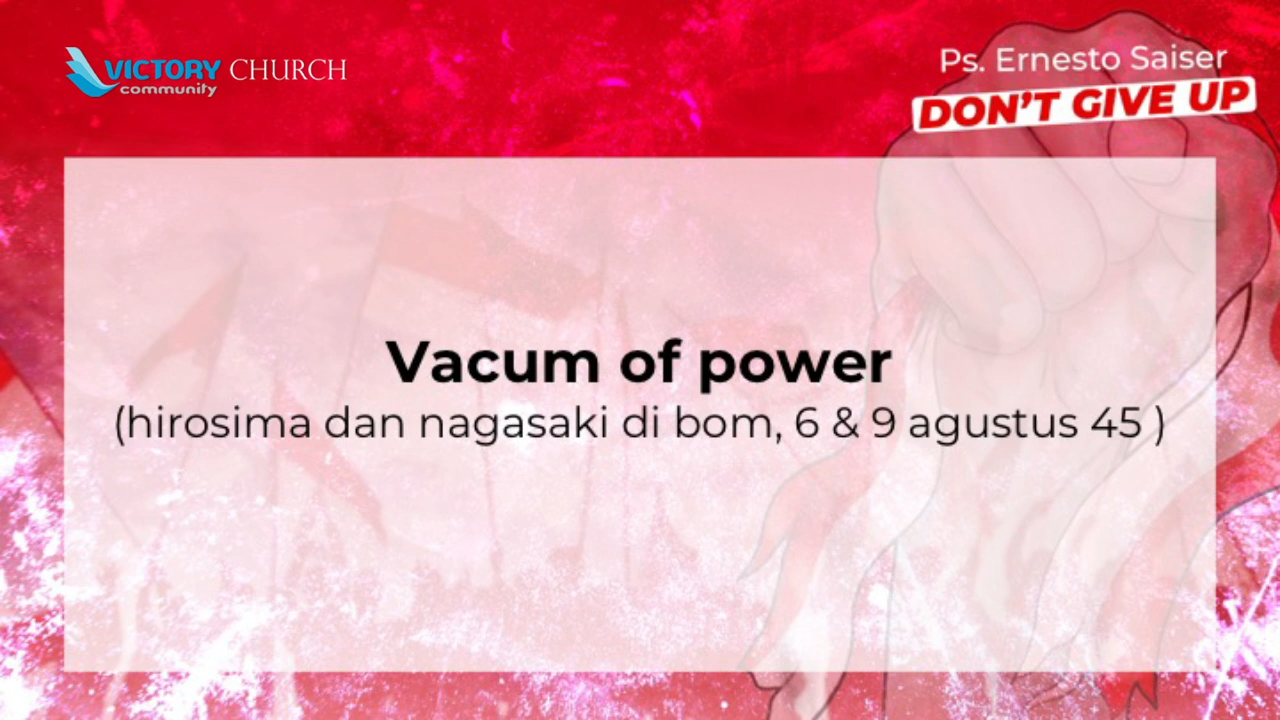 VICTORY CHURCH
community
Ps. Ernesto Saiser
DON'T GIVE UP
Vacum of power
(hirosima dan nagasaki di bom, 6 & 9 agustus 45 )